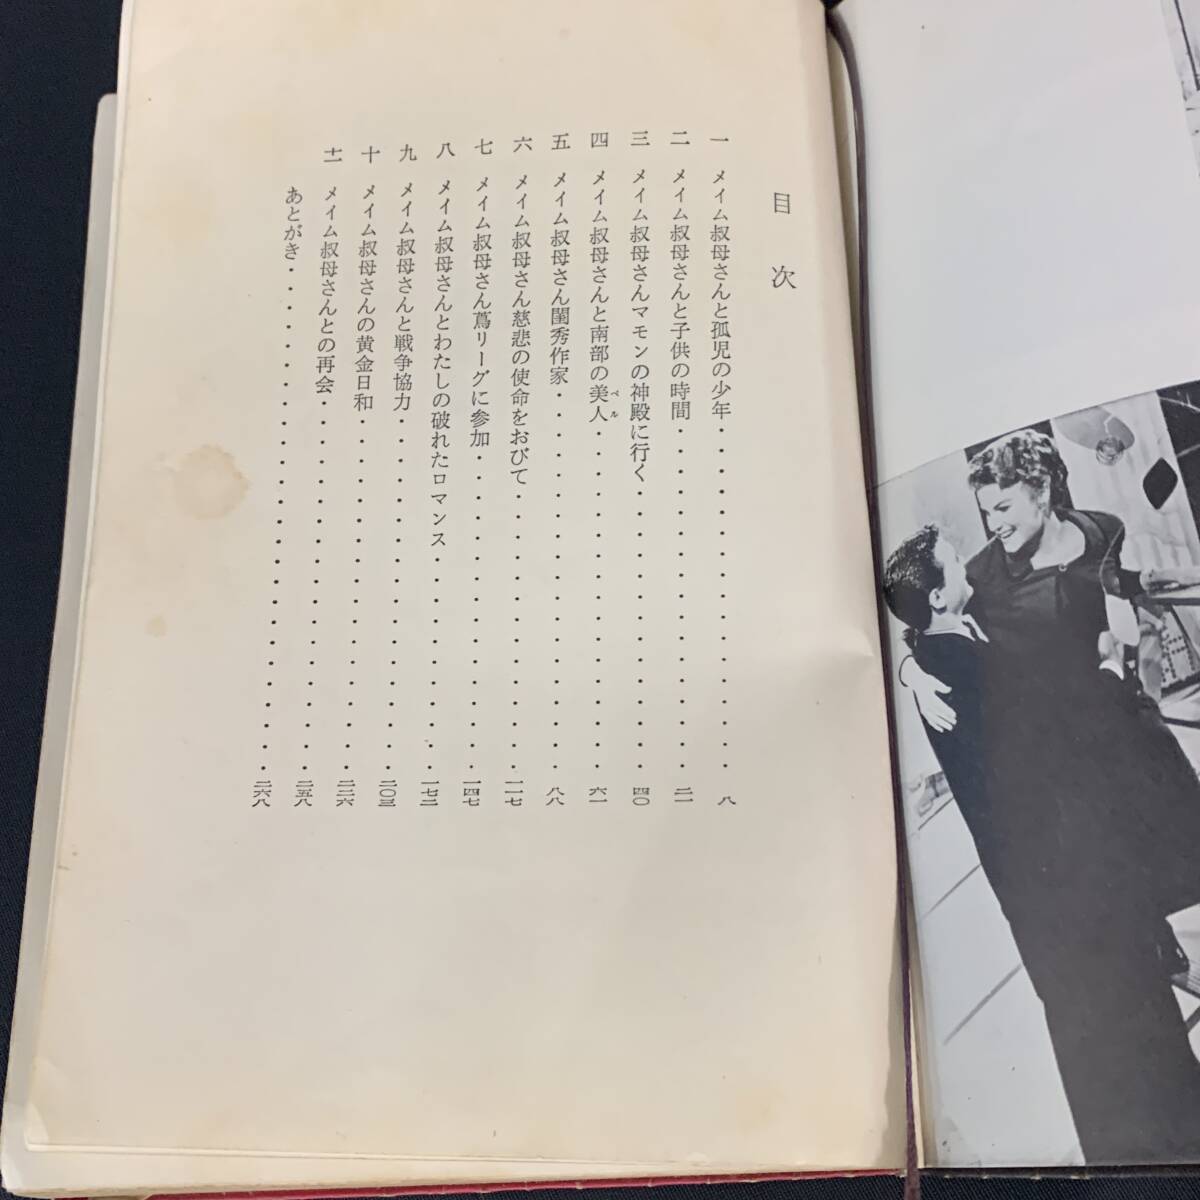 目次
一 メイム叔母さんと孤児の少年・・・・・・・・・・・・・・・・・・八
二 メイム叔母さんと子供の時間・・・・・・・・・・・・・・・・・・二一
三 メイム叔母さんマモンの神殿に行く・・・・・・・・・・・・・・・四〇
四 メイム叔母さんと南部の美人ベル・・・・・・・・・・・・・・・・・六一
五 メイム叔母さん閨秀作家・・・・・・・・・・・・・・・・・・・・八八
六 メイム叔母さん慈悲の使命をおびて・・・・・・・・・・・・・・・一一七
七 メイム叔母さん蔦リーグに参加・・・・・・・・・・・・・・・・・一四七
八 メイム叔母さんとわたしの破れたロマンス・・・・・・・・・・・・一七二
九 メイム叔母さんと戦争協力・・・・・・・・・・・・・・・・・・・二〇三
十 メイム叔母さんの黄金日和・・・・・・・・・・・・・・・・・・・二三六
十一 メイム叔母さんとの再会・・・・・・・・・・・・・・・・・・・・二五八
あとがき・・・・・・・・・・・・・・・・・・・・・・・・・・・二六八